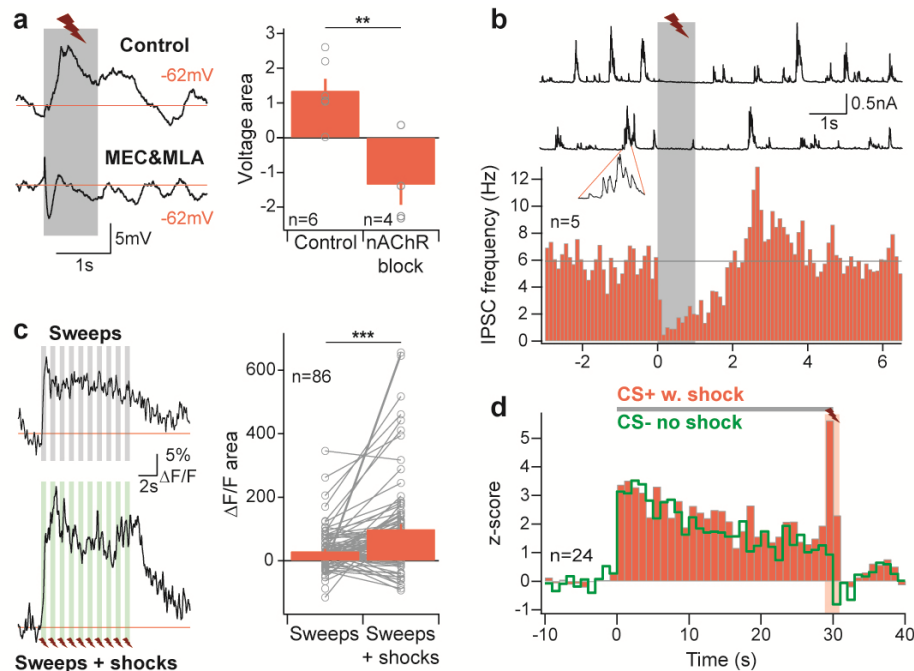 a
Control
-62mV
MEC&MLA
-62mV
5mV
1s
**
Voltage area
2
1
0
-1
-2
n=6
n=4
Control
nAChR
block
b
0.5nA
1s
IPSC frequency (Hz)
12
10
8
6
4
2
0
n=5
-2
0
2
4
6
c
Sweeps
5%
ΔF/F
2s
Sweeps + shocks
***
n=86
ΔF/F area
600
400
200
0
Sweeps
Sweeps
+ shocks
d
CS+ w. shock
CS- no shock
z-score
5
4
3
2
1
0
-1
n=24
-10
0
10
20
30
40
Time (s)